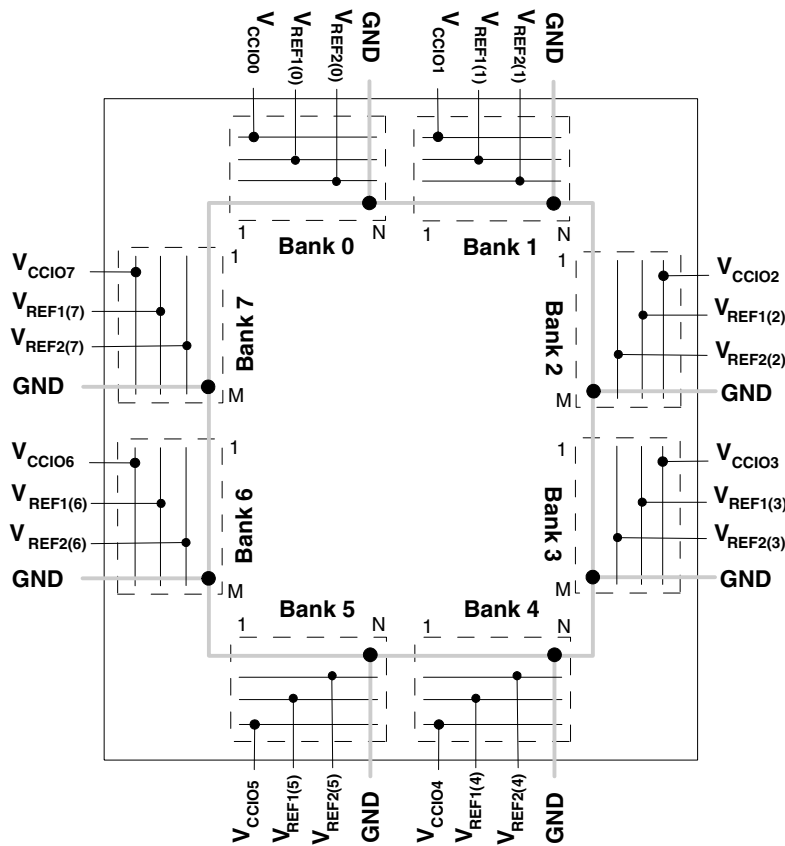 VCCIO0
VREF1(0)
VREF2(0)
GND
VCCIO1
VREF1(1)
VREF2(1)
GND
1
Bank 0
N
1
Bank 1
N
VCCIO7
VREF1(7)
VREF2(7)
GND
1
Bank 7
M
1
Bank 2
M
VCCIO2
VREF1(2)
VREF2(2)
GND
VCCIO6
VREF1(6)
VREF2(6)
GND
1
Bank 6
M
1
Bank 3
M
VCCIO3
VREF1(3)
VREF2(3)
GND
Bank 5
1
N
Bank 4
1
N
VCCIO5
VREF1(5)
VREF2(5)
GND
VCCIO4
VREF1(4)
VREF2(4)
GND